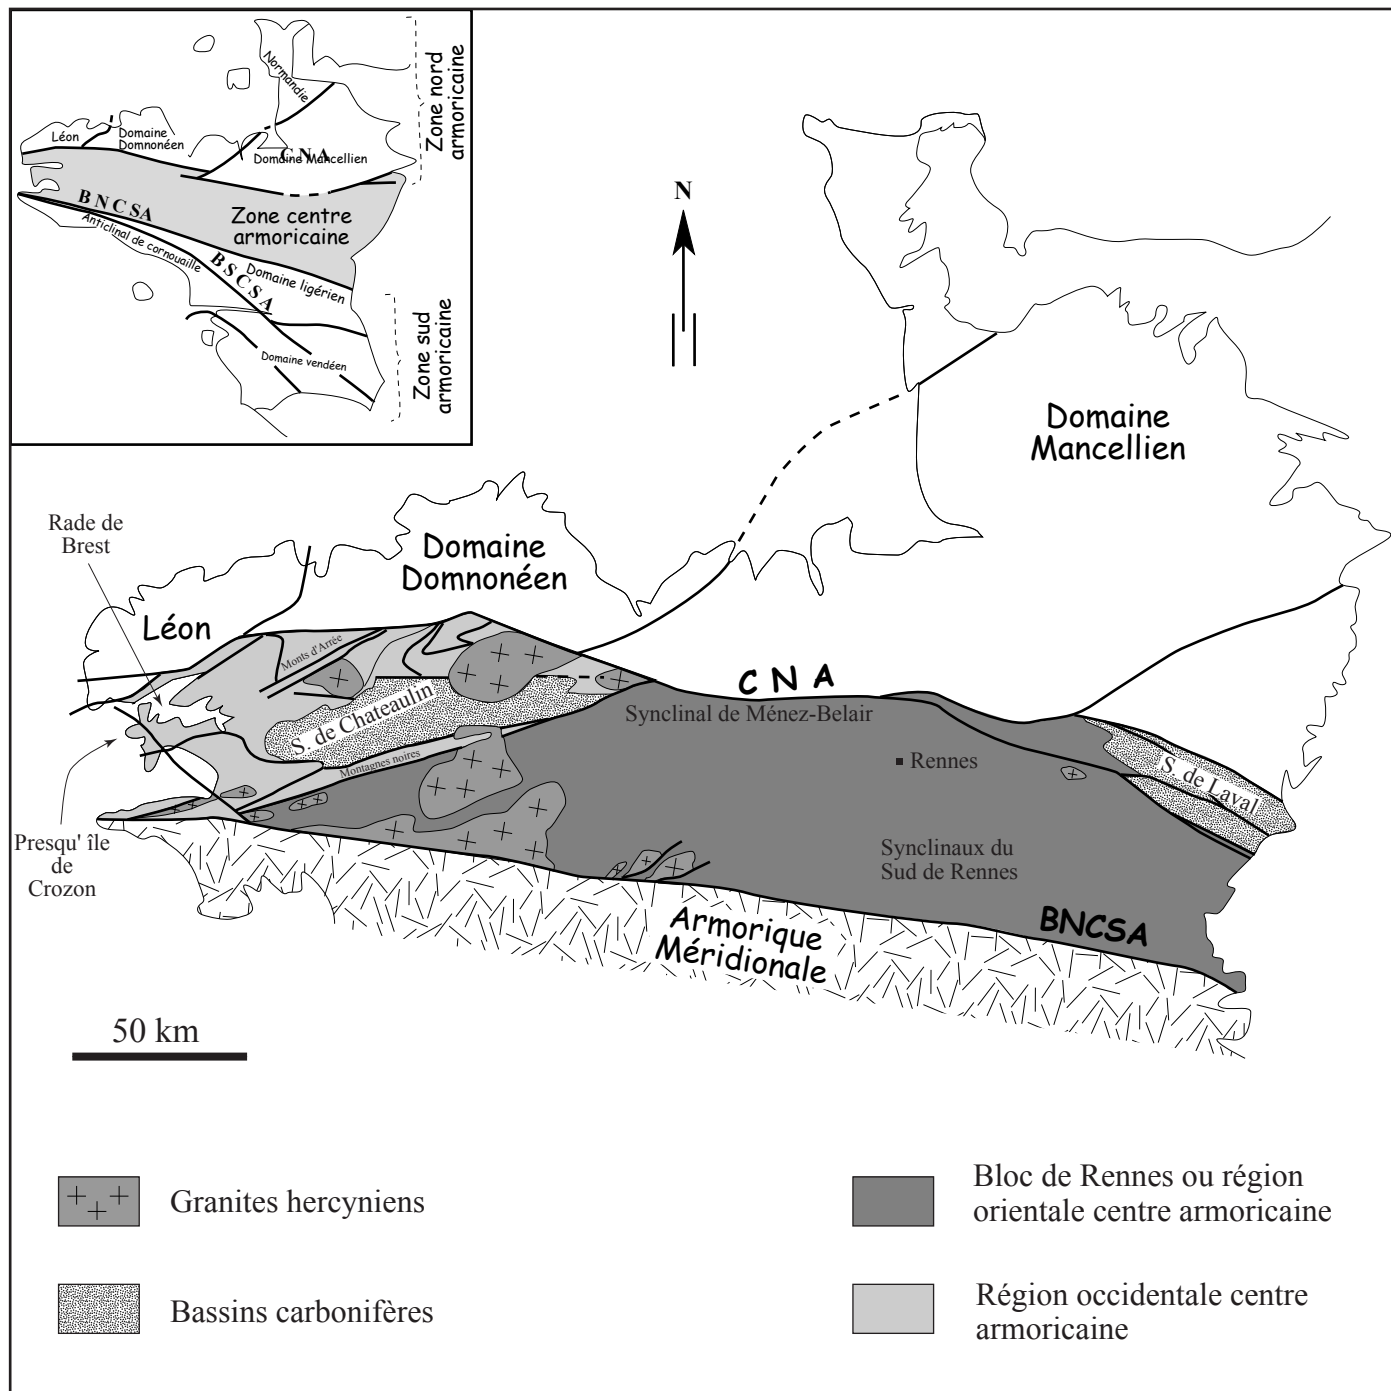 Normandie
Zone nord
armoricaine
Léon
Domaine
Domnonéen
Domaine Mancellien
C N A
B N C S A
Zone centre
armoricaine
Anticlinal de cornouaille
B S C S A
Domaine ligérien
Domaine vendéen
Zone sud
armoricaine
N
Domaine
Mancellien
Rade de
Brest
Domaine
Domnonéen
Léon
Monts d'Arrée
C N A
S. de Chateaulin
Synclinal de Ménez-Belair
Montagnes noires
Rennes
S. de Laval
Presqu' île
de
Crozon
Synclinaux du
Sud de Rennes
BNCSA
Armorique
Méridionale
50 km
Granites hercyniens
Bloc de Rennes ou région
orientale centre armoricaine
Bassins carbonifères
Région occidentale centre
armoricaine